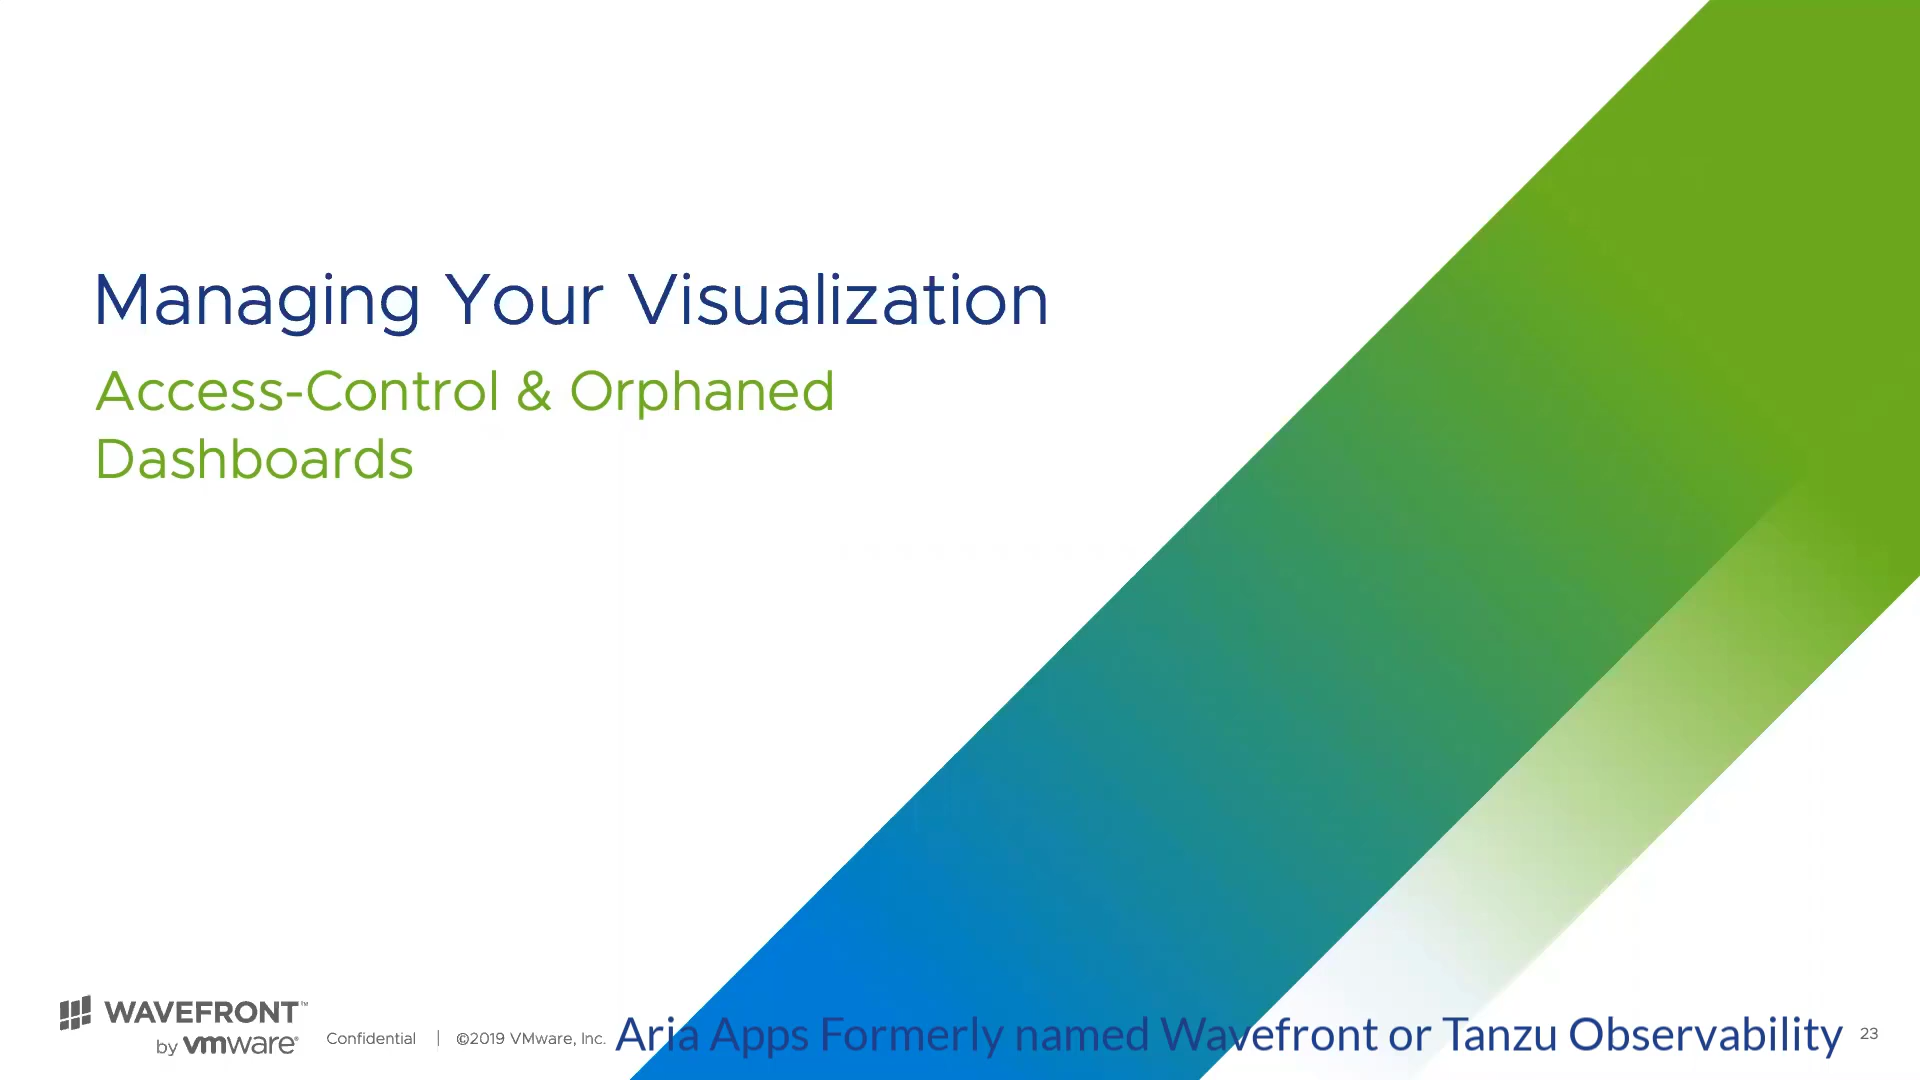 Managing Your Visualization
Access-Control & Orphaned
Dashboards
WAVEFRONT™
by vmware®
Confidential | ©2019 VMware, Inc.
Aria Apps Formerly named Wavefront or Tanzu Observability
23